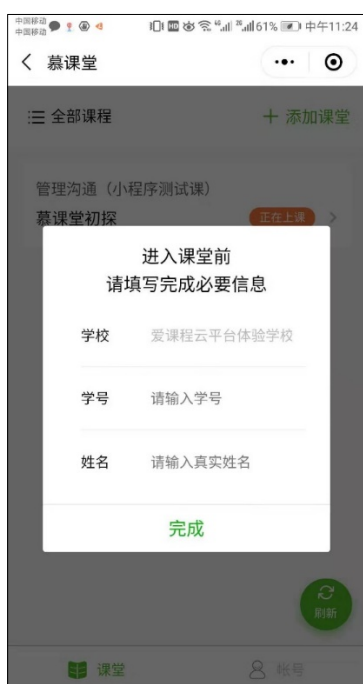 中国移动
中国移动
HD 46 26 61% 中午11:24
慕课堂
全部课程 + 添加课堂
管理沟通（小程序测试课）
慕课堂初探 正在上课
进入课堂前
请填写完成必要信息
学校 爱课程云平台体验学校
学号 请输入学号
姓名 请输入真实姓名
完成
刷新
课堂 帐号